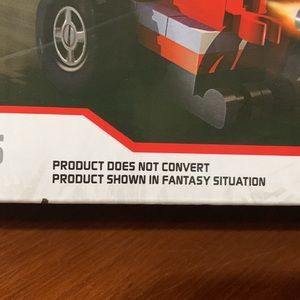 PRODUCT DOES NOT CONVERT
PRODUCT SHOWN IN FANTASY SITUATION